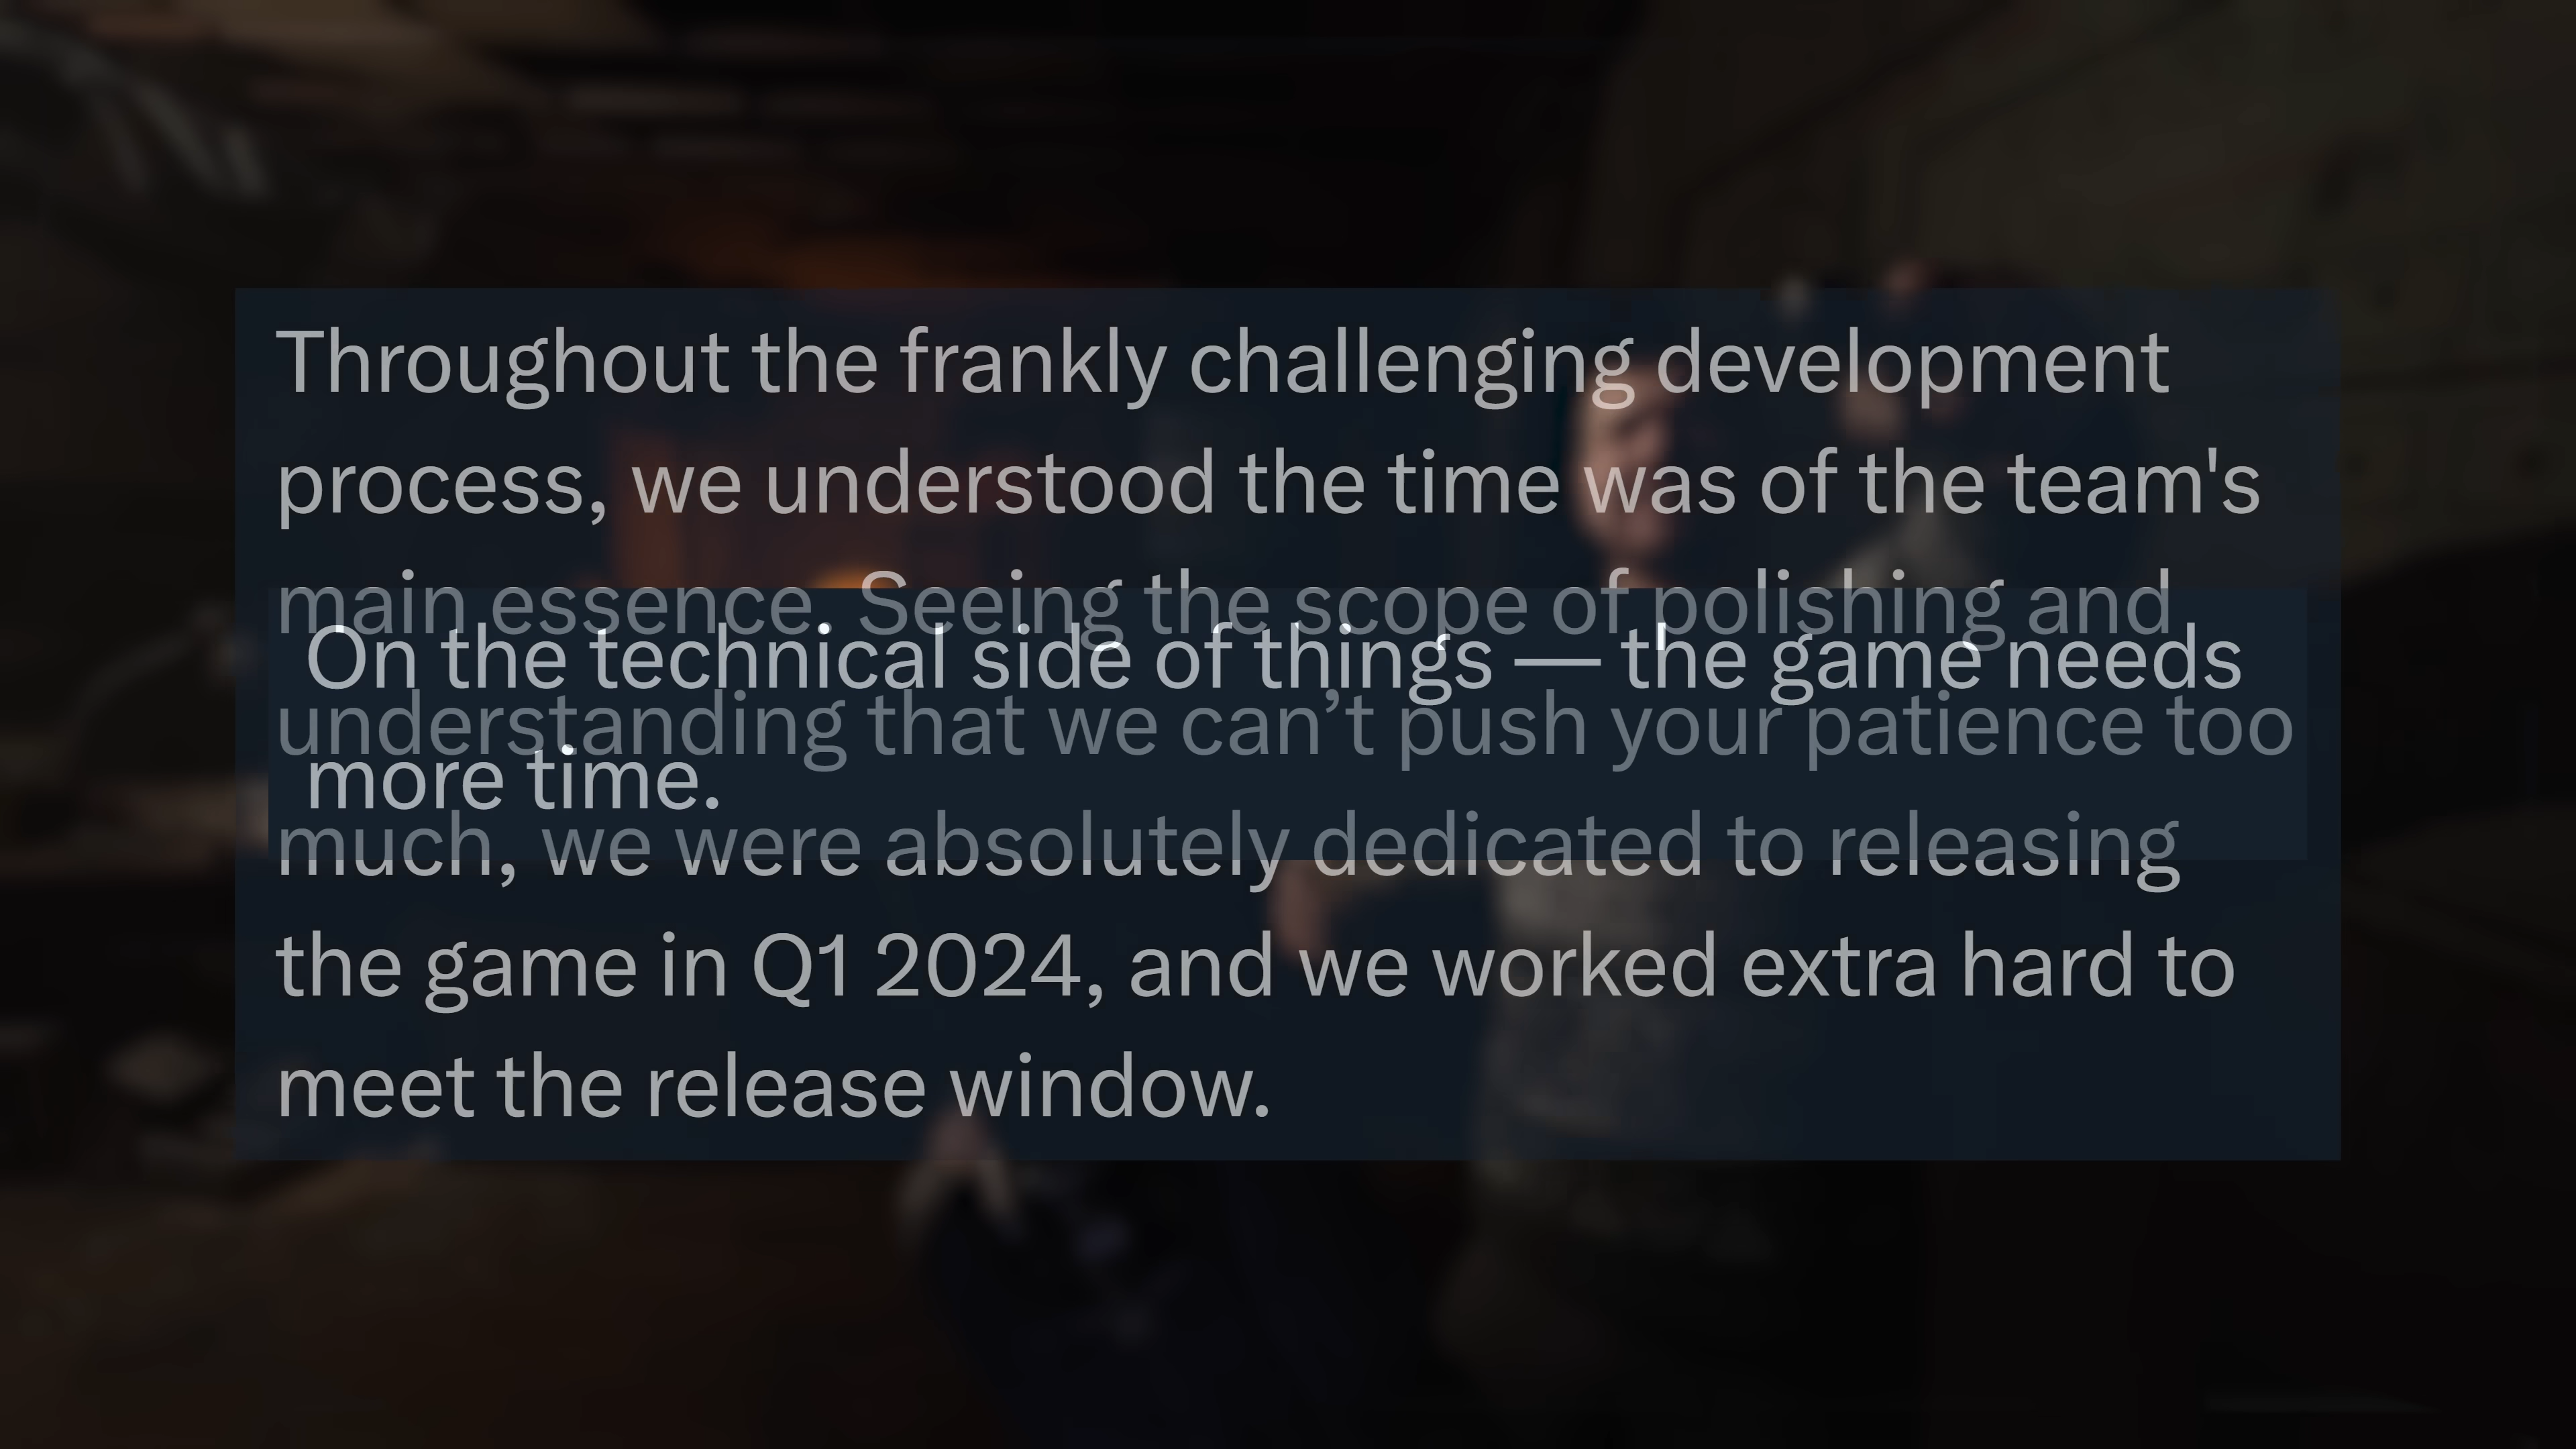 Throughout the frankly challenging development
process, we understood the time was of the team's
main essence. Seeing the scope of polishing and
understanding that we can’t push your patience too
much, we were absolutely dedicated to releasing
the game in Q1 2024, and we worked extra hard to
meet the release window.
On the technical side of things — the game needs
more time.